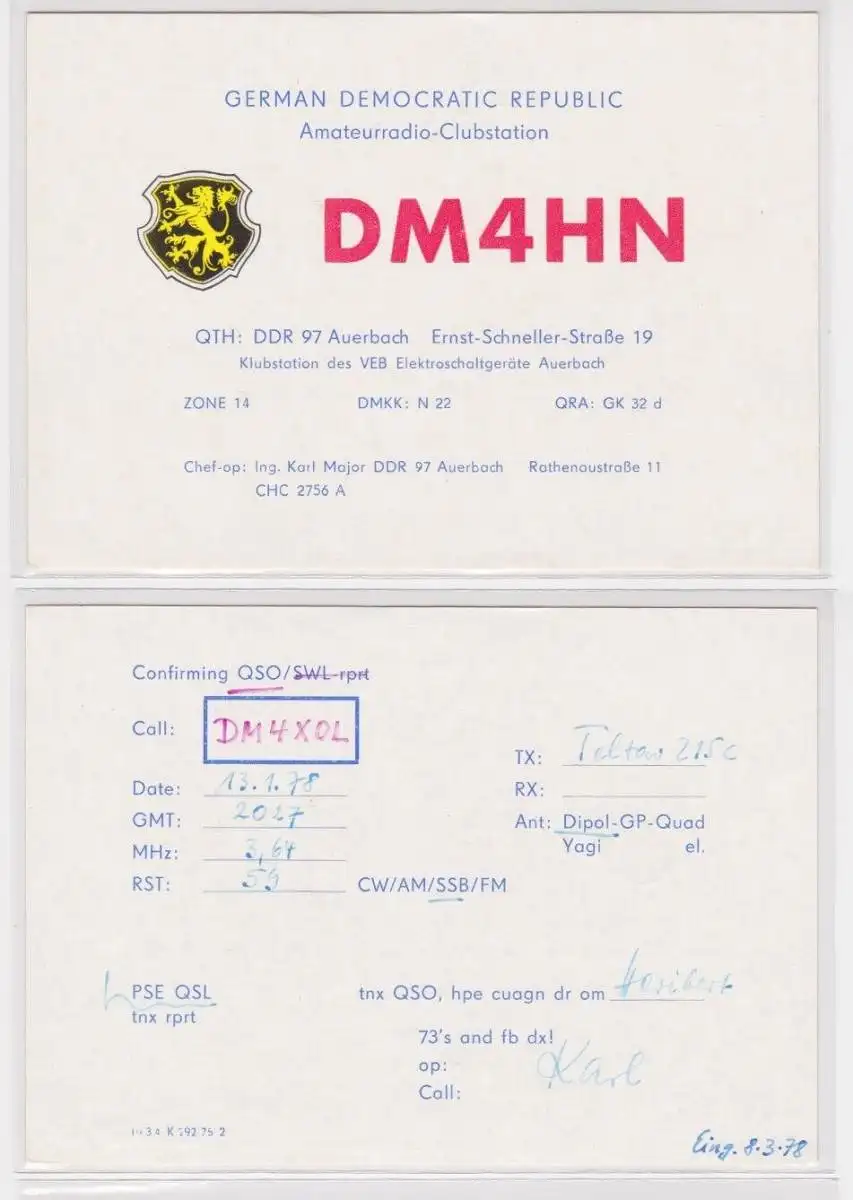 GERMAN DEMOCRATIC REPUBLIC
Amateurradio-Clubstation
DM4HN
QTH: DDR 97 Auerbach Ernst-Schneller-Straße 19
Klubstation des VEB Elektroschaltgeräte Auerbach
ZONE 14 DMKK: N 22 QRA: GK 32 d
Chef-op: Ing. Karl Major DDR 97 Auerbach Rathenaustraße 11
CHC 2756 A
Confirming QSO/SWL-rprt
Call: DM4XOL
Date: 13.1.78
GMT: 2027
MHz: 3,64
RST: 59 CW/AM/SSB/FM
TX: Teltow 215c
RX:
Ant: Dipol-GP-Quad
Yagi el.
PSE QSL
tnx rprt
tnx QSO, hpe cuagn dr om Heribert
73's and fb dx!
op: Karl
Call:
Eing. 8.3.78